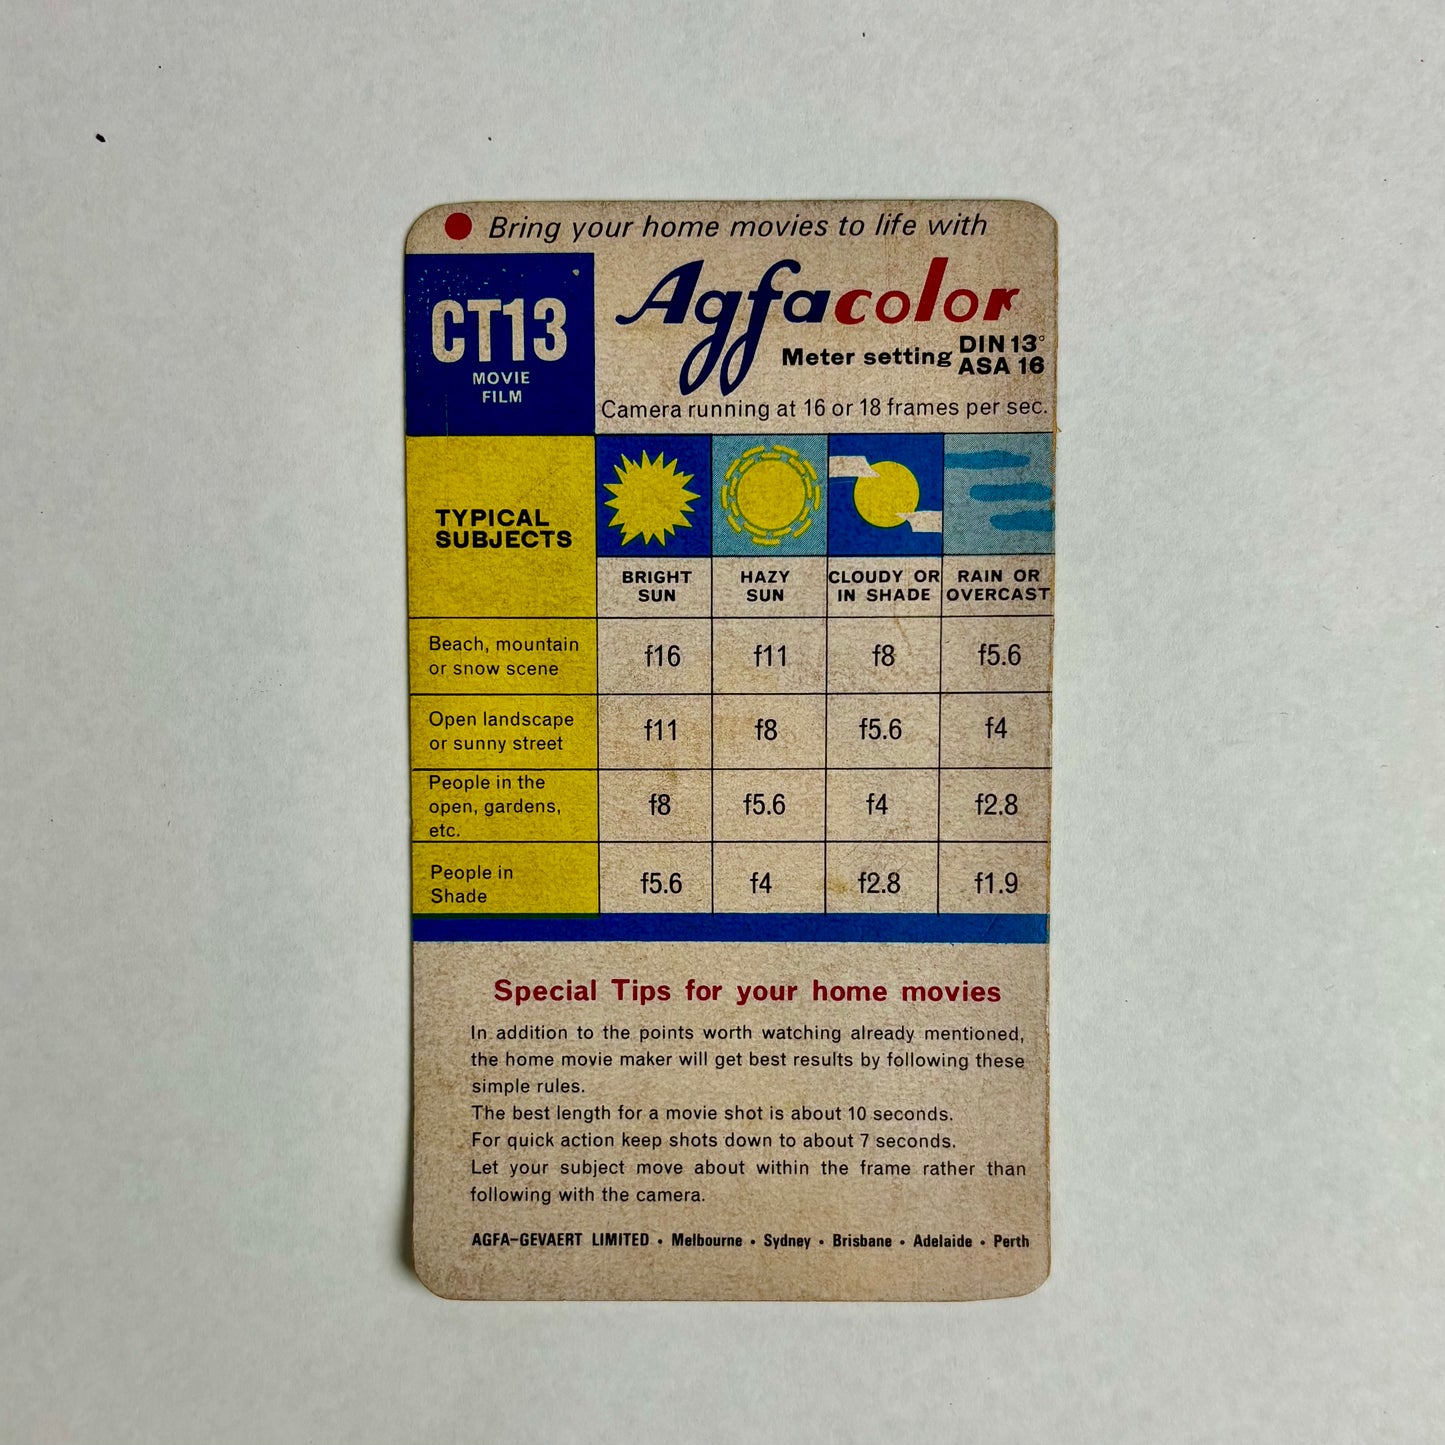 Bring your home movies to life with
CT13
MOVIE
FILM
Agfacolor
Meter setting DIN 13° ASA 16
Camera running at 16 or 18 frames per sec.
TYPICAL
SUBJECTS
BRIGHT
SUN
HAZY
SUN
CLOUDY OR
IN SHADE
RAIN OR
OVERCAST
Beach, mountain
or snow scene
f16 f11 f8 f5.6
Open landscape
or sunny street
f11 f8 f5.6 f4
People in the
open, gardens,
etc.
f8 f5.6 f4 f2.8
People in
Shade
f5.6 f4 f2.8 f1.9
Special Tips for your home movies
In addition to the points worth watching already mentioned,
the home movie maker will get best results by following these
simple rules.
The best length for a movie shot is about 10 seconds.
For quick action keep shots down to about 7 seconds.
Let your subject move about within the frame rather than
following with the camera.
AGFA-GEVAERT LIMITED • Melbourne • Sydney • Brisbane • Adelaide • Perth